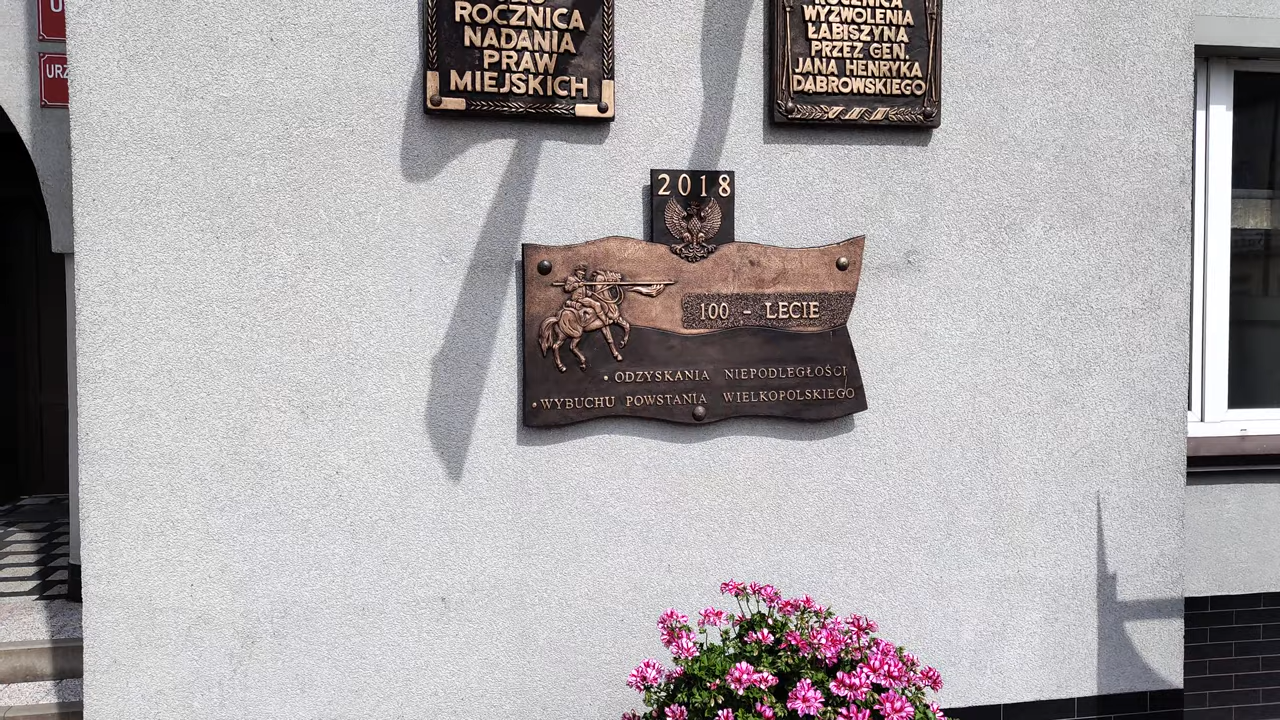 ROCZNICA
NADANIA
PRAW
MIEJSKICH
ROCZNICA
WYZWOLENIA
ŁABISZYNA
PRZEZ GEN.
JANA HENRYKA
DĄBROWSKIEGO
2018
100 - LECIE
• ODZYSKANIA NIEPODLEGŁOŚCI
• WYBUCHU POWSTANIA WIELKOPOLSKIEGO